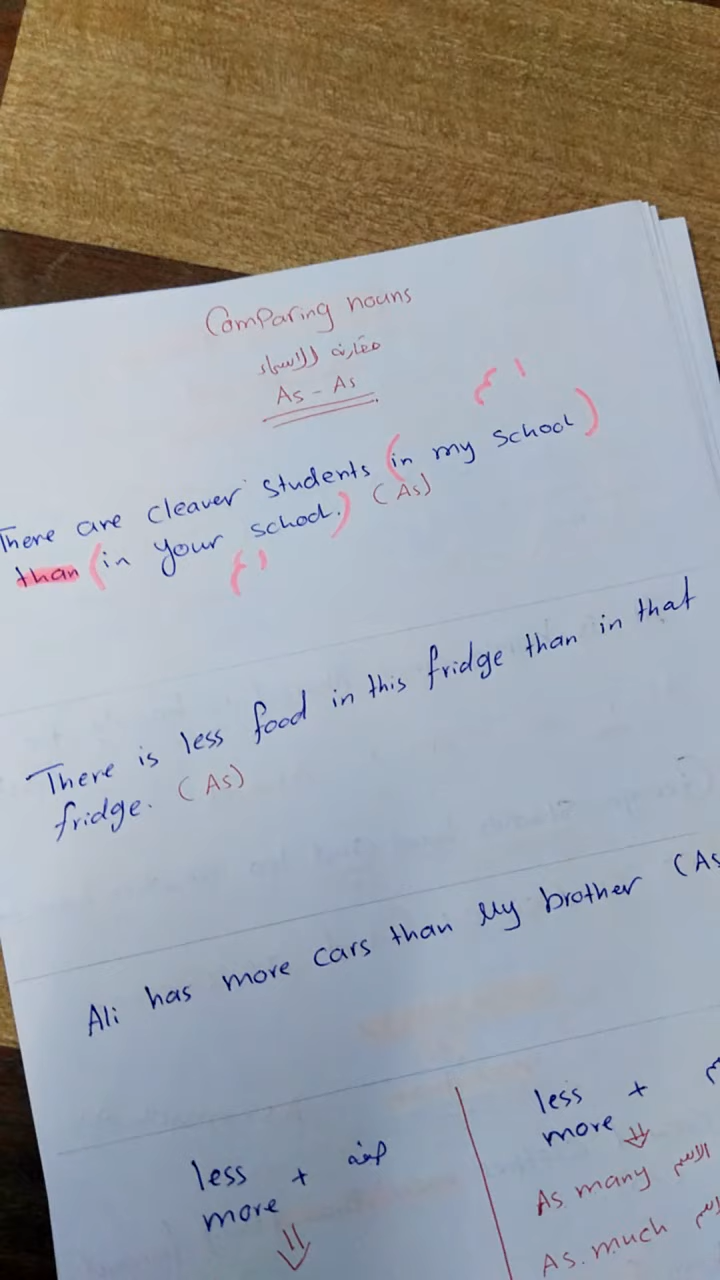 Comparing nouns
مقارنة الاسماء
As - As
There are cleaver students (in my school)
than (in your school.) (As)
There is less food in this fridge than in that
fridge. (As)
Ali has more cars than My brother (As
less + صفة
more
less +
more
As many الاسم
As much